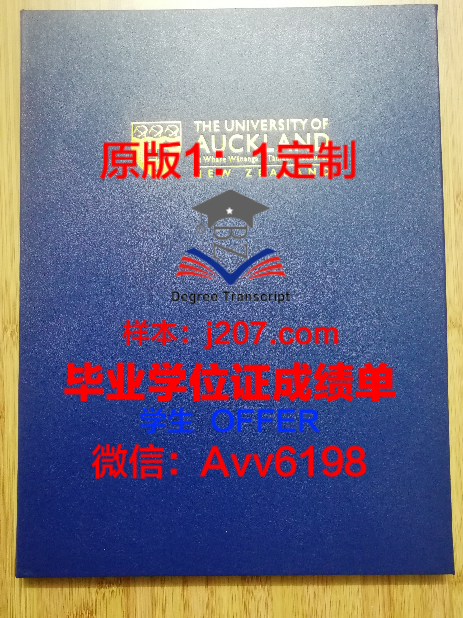 THE UNIVERSITY OF
AUCKLAND
原版1：1定制
NEW ZEALAND
Degree Transcript
样本：j207.com
毕业学位证成绩单
学生 OFFER
微信：Avv6198